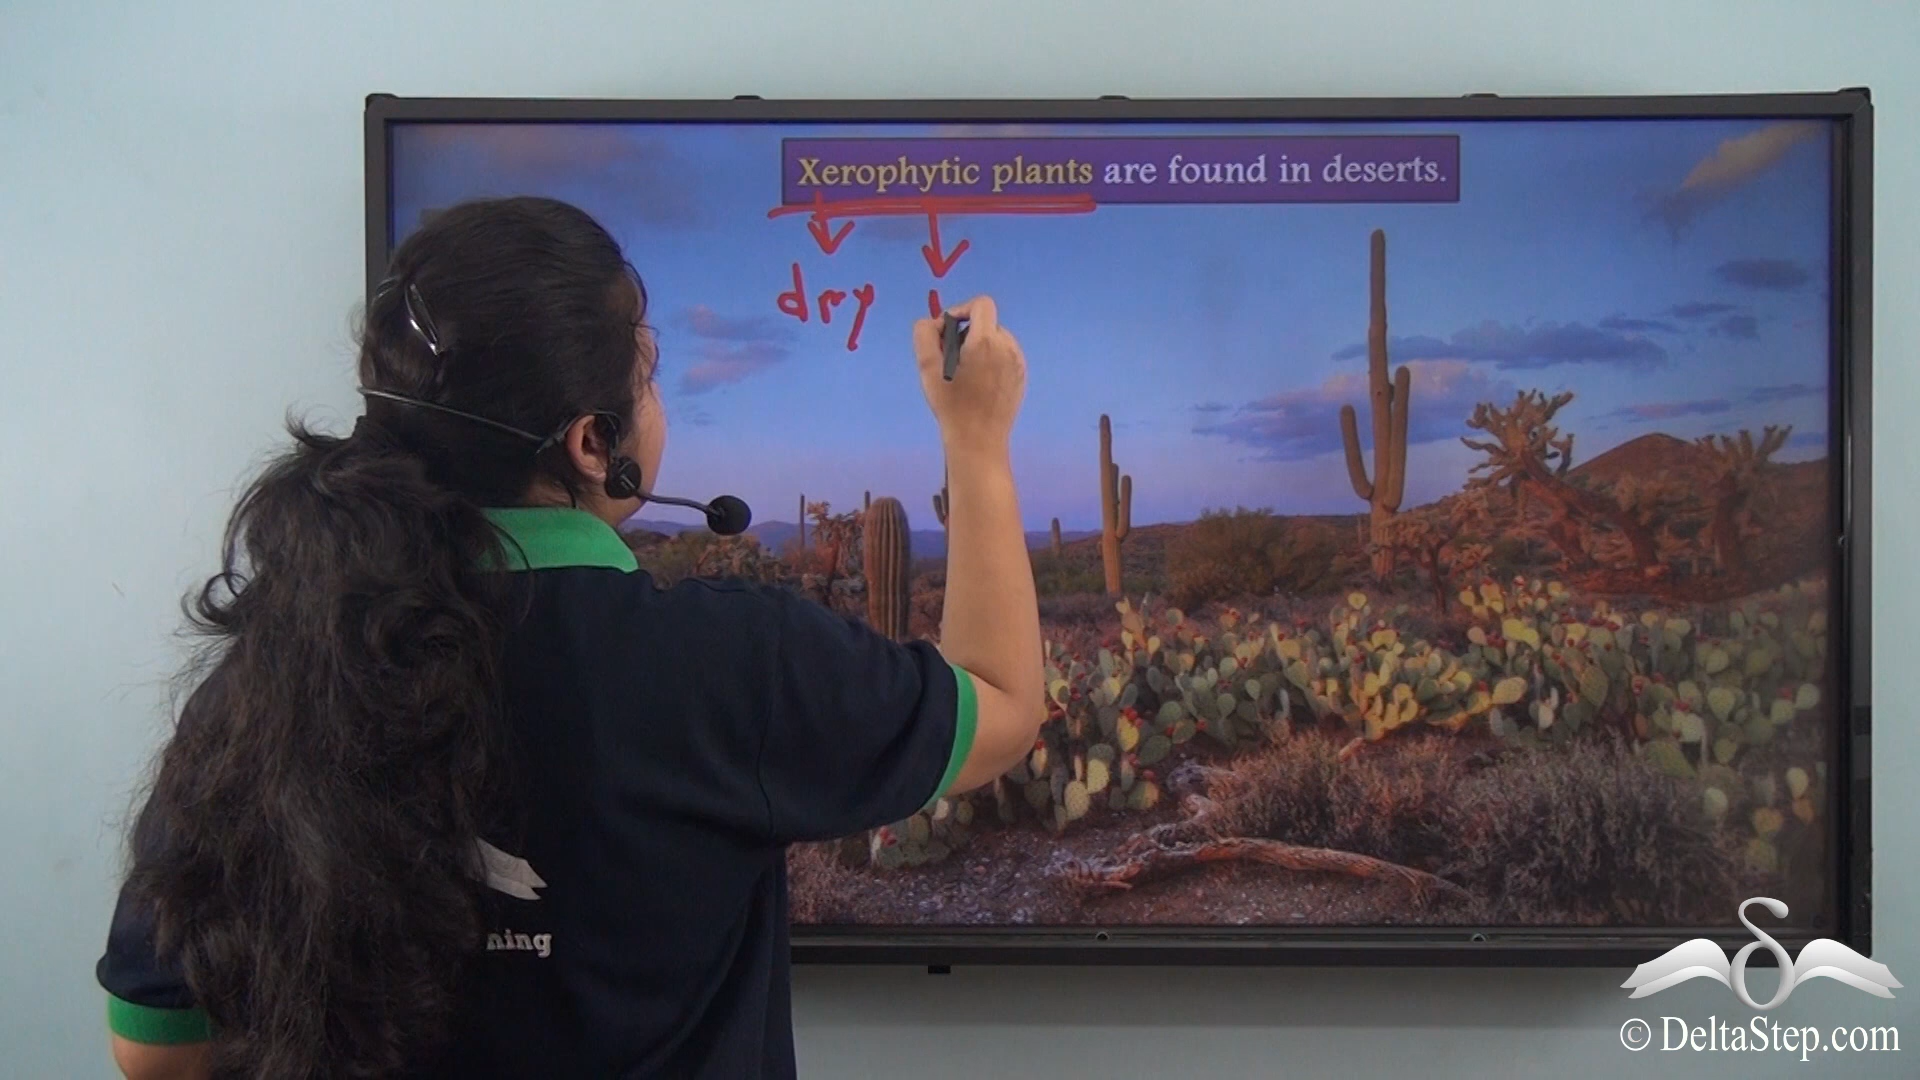 Xerophytic plants are found in deserts.
dry
ning
© DeltaStep.com